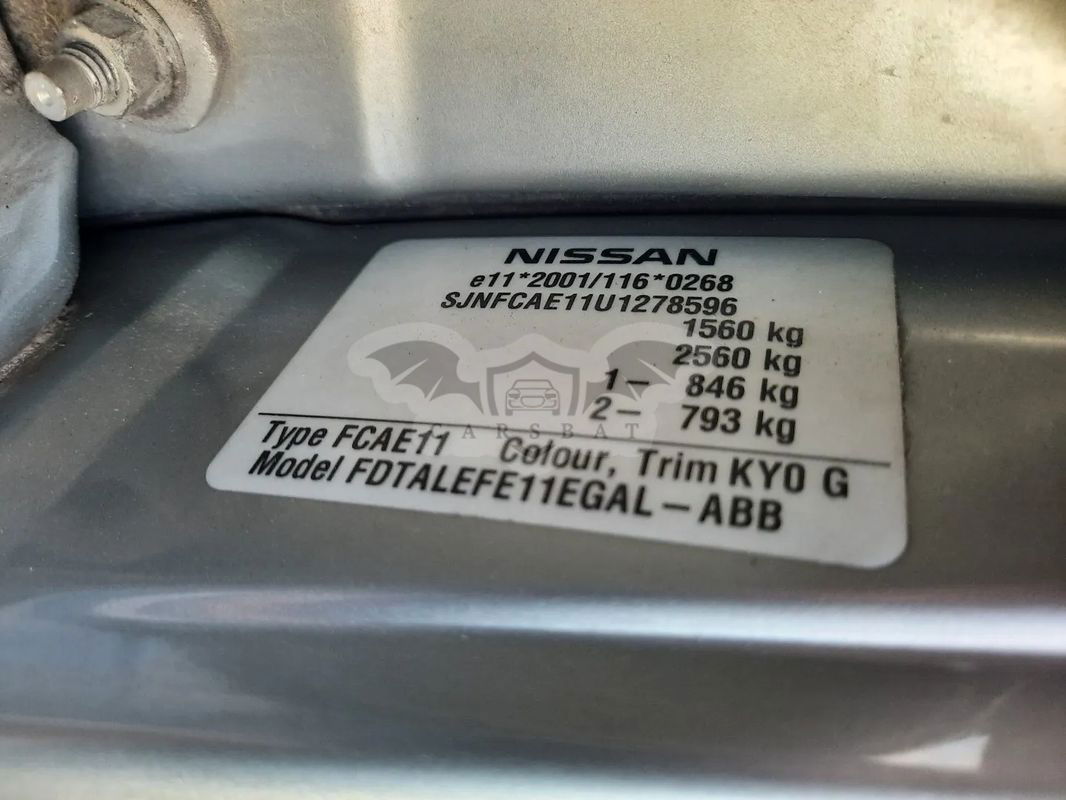 NISSAN
e11*2001/116*0268
SJNFCAE11U1278596
1560 kg
2560 kg
1- 846 kg
2- 793 kg
CARSBAT
Type FCAE11 Colour, Trim KY0 G
Model FDTALEFE11EGAL-ABB